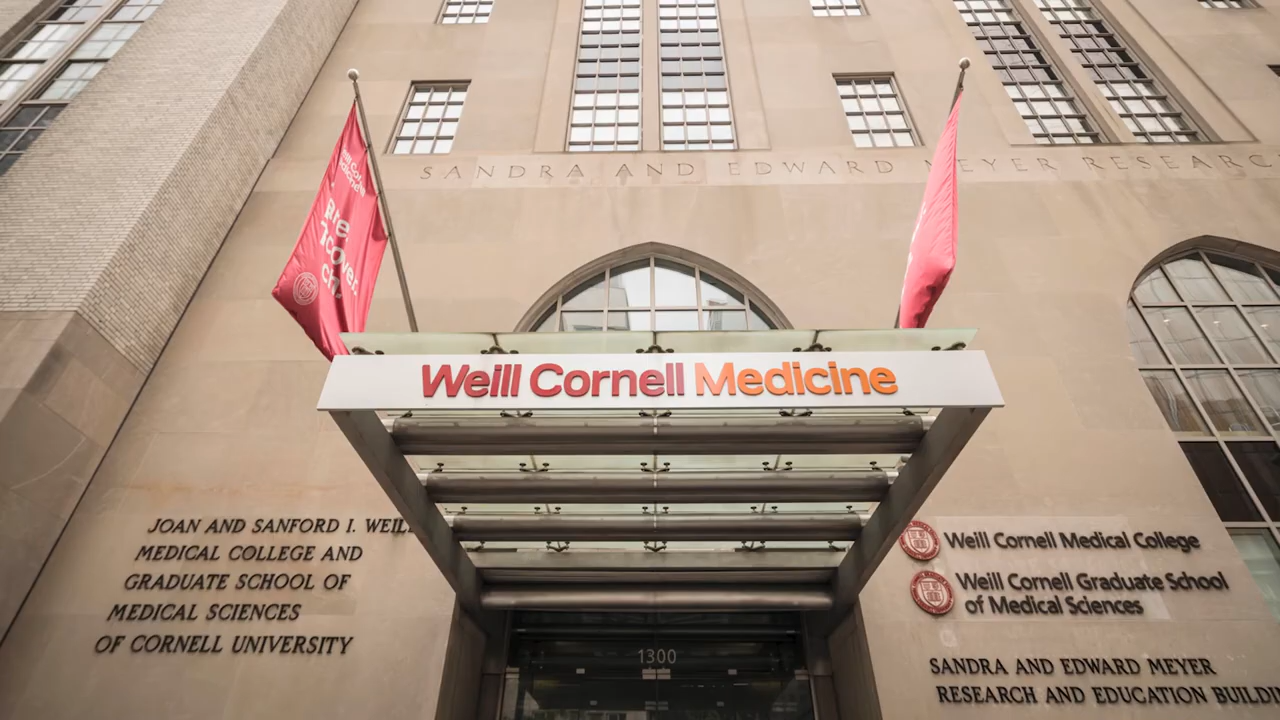 SANDRA AND EDWARD MEYER RESEARC
Weill Cornell Medicine
JOAN AND SANFORD I. WEILL
MEDICAL COLLEGE AND
GRADUATE SCHOOL OF
MEDICAL SCIENCES
OF CORNELL UNIVERSITY
Weill Cornell Medical College
Weill Cornell Graduate School
of Medical Sciences
SANDRA AND EDWARD MEYER
RESEARCH AND EDUCATION BUILDI
1300